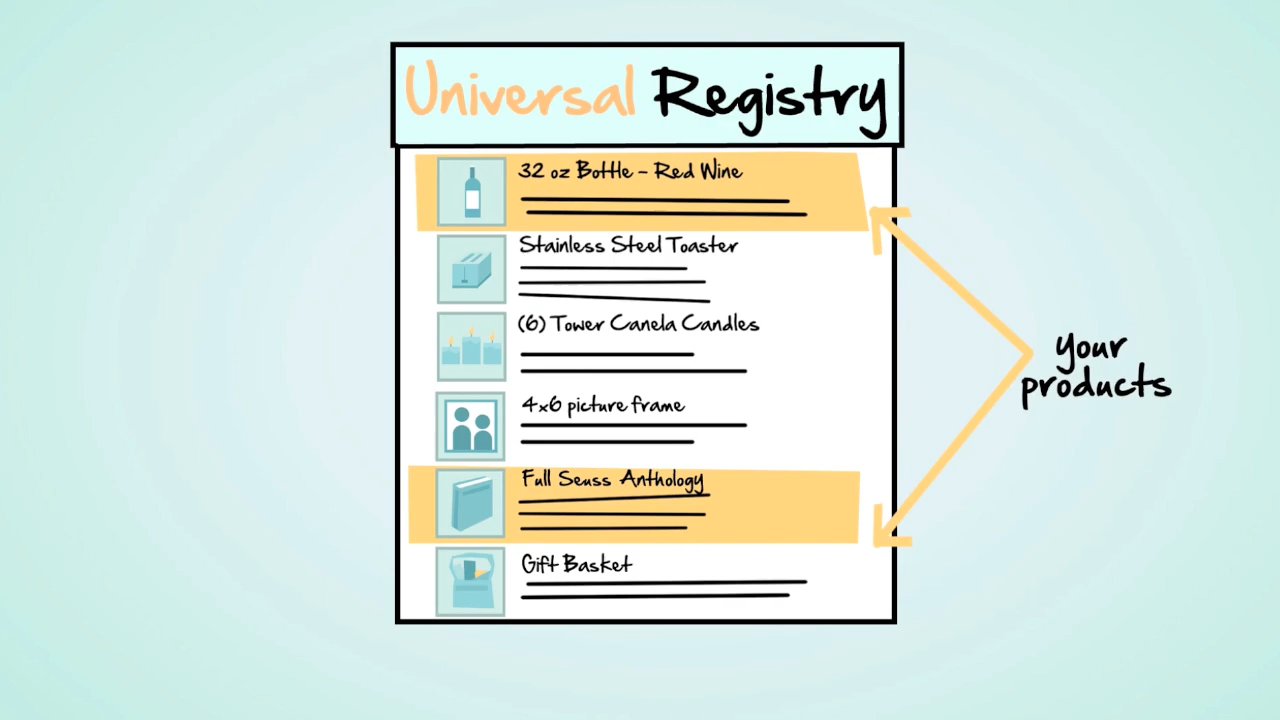 Universal Registry
32 oz Bottle - Red Wine
Stainless Steel Toaster
(6) Tower Canela Candles
4x6 picture frame
Full Seuss Anthology
Gift Basket
your
products